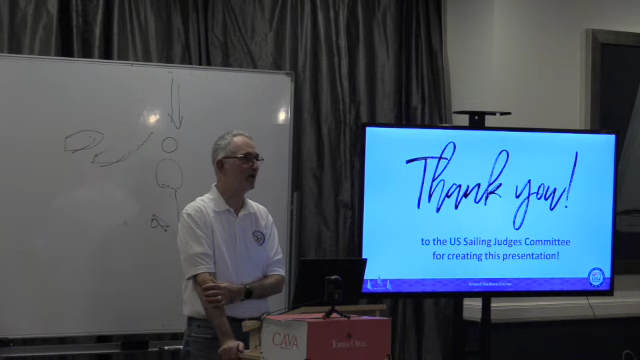 Thank you!
to the US Sailing Judges Committee
for creating this presentation!
CAVA